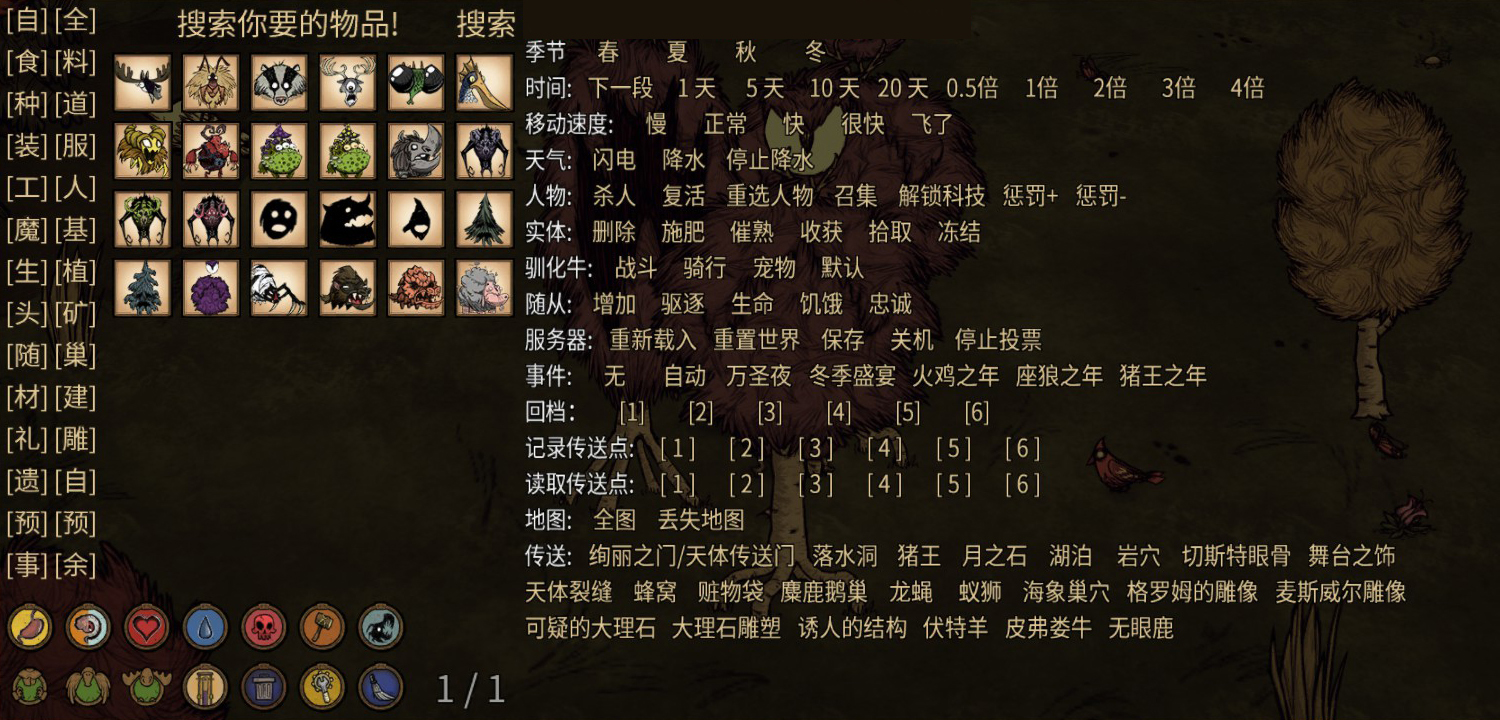 [自] [全] 搜索你要的物品! 搜索
[食] [料]
[种] [道]
[装] [服]
[工] [人]
[魔] [基]
[生] [植]
[头] [矿]
[随] [巢]
[材] [建]
[礼] [雕]
[遗] [自]
[预] [预]
[事] [余]
1/1
季节 春 夏 秋 冬
时间: 下一段 1天 5天 10天 20天 0.5倍 1倍 2倍 3倍 4倍
移动速度: 慢 正常 快 很快 飞了
天气: 闪电 降水 停止降水
人物: 杀人 复活 重选人物 召集 解锁科技 惩罚+ 惩罚-
实体: 删除 施肥 催熟 收获 拾取 冻结
驯化牛: 战斗 骑行 宠物 默认
随从: 增加 驱逐 生命 饥饿 忠诚
服务器: 重新载入 重置世界 保存 关机 停止投票
事件: 无 自动 万圣夜 冬季盛宴 火鸡之年 座狼之年 猪王之年
回档: [1] [2] [3] [4] [5] [6]
记录传送点: [1] [2] [3] [4] [5] [6]
读取传送点: [1] [2] [3] [4] [5] [6]
地图: 全图 丢失地图
传送: 绚丽之门/天体传送门 落水洞 猪王 月之石 湖泊 岩穴 切斯特眼骨 舞台之饰
天体裂缝 蜂窝 赃物袋 麋鹿鹅巢 龙蝇 蚁狮 海象巢穴 格罗姆的雕像 麦斯威尔雕像
可疑的大理石 大理石雕塑 诱人的结构 伏特羊 皮弗娄牛 无眼鹿